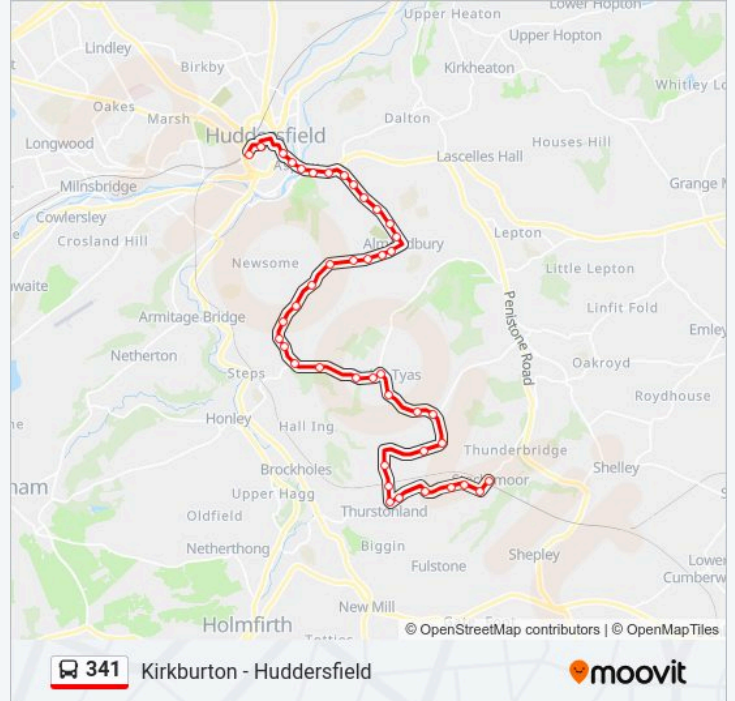 Lower Hopton
Upper Heaton
Upper Hopton
Lindley
Birkby
Kirkheaton
Whitley Lo
Oakes
Marsh
Dalton
Huddersfield
Houses Hill
Longwood
Lascelles Hall
Milnsbridge
Grange M
Cowlersley
Lepton
Crosland Hill
Almondbury
Newsome
Little Lepton
waite
Linfit Fold
Armitage Bridge
Penistone Road
Emley
Netherton
Oakroyd
Steps
Tyas
Roydhouse
Honley
Hall Ing
Thunderbridge
Brockholes
Shelley
ham
Upper Hagg
Thurstonland
Oldfield
Netherthong
Biggin
Shepley
Fulstone
Lower
Cumberw
New Mill
Holmfirth
© OpenStreetMap contributors | © OpenMapTiles
341 Kirkburton - Huddersfield
moovit